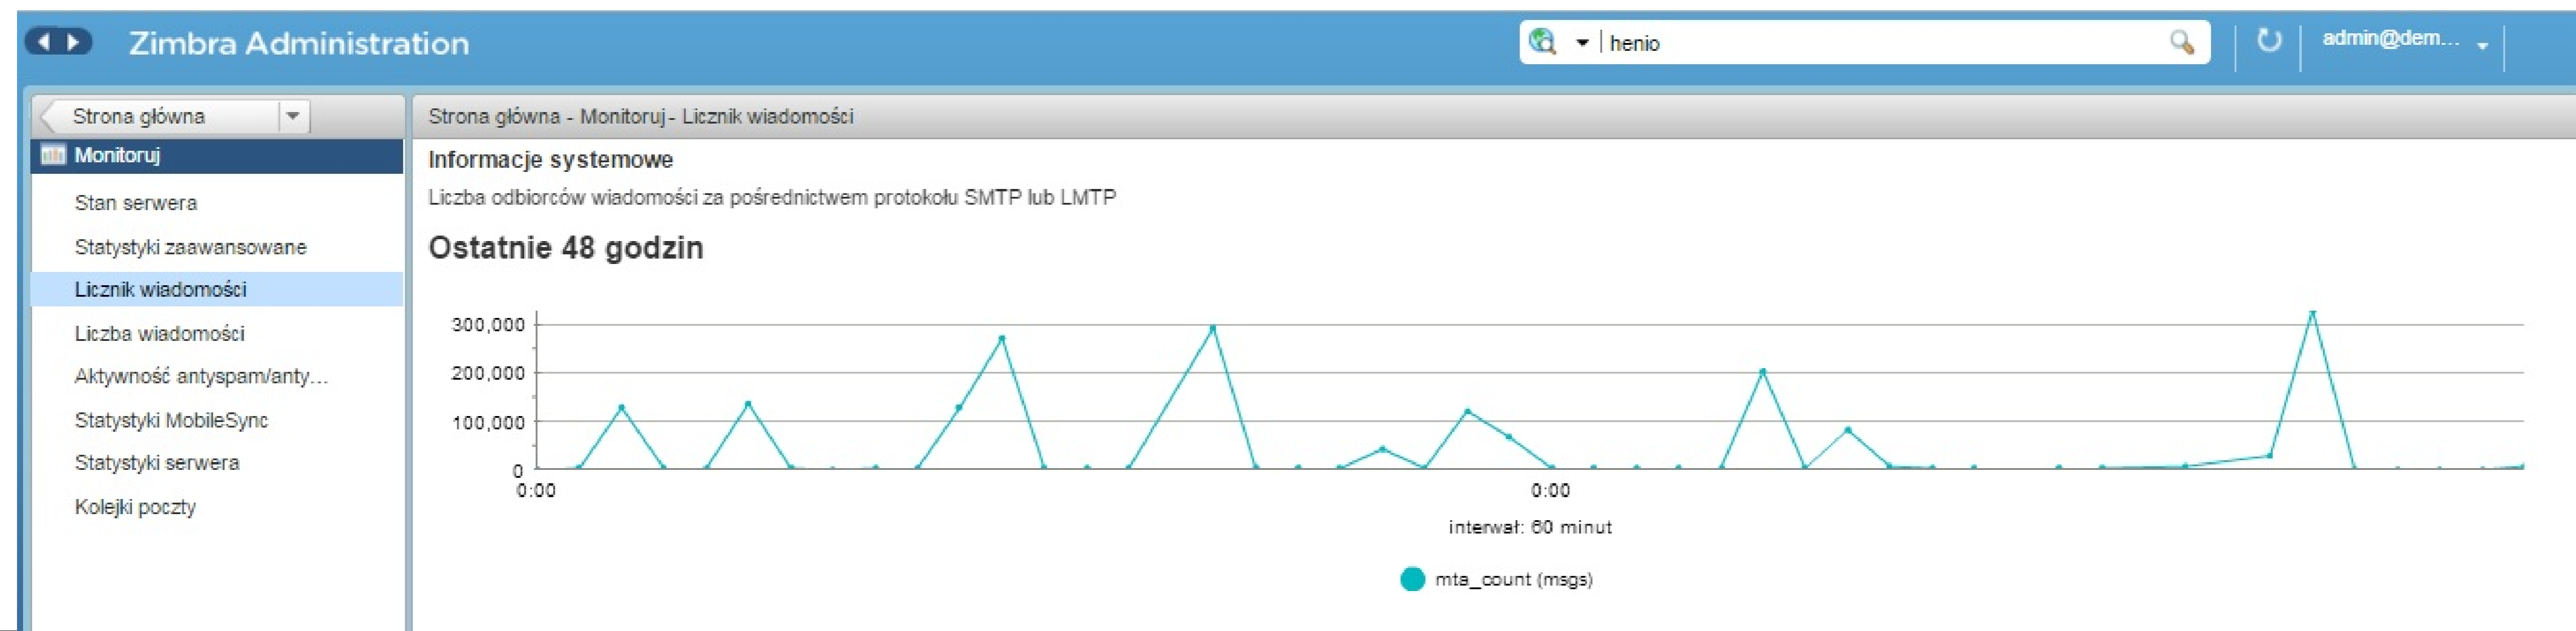 Zimbra Administration
henio
admin@dem...
Strona główna
Strona główna - Monitoruj - Licznik wiadomości
Monitoruj
Stan serwera
Statystyki zaawansowane
Licznik wiadomości
Liczba wiadomości
Aktywność antyspam/anty...
Statystyki MobileSync
Statystyki serwera
Kolejki poczty
Informacje systemowe
Liczba odbiorców wiadomości za pośrednictwem protokołu SMTP lub LMTP
Ostatnie 48 godzin
300,000
200,000
100,000
0
0:00
0:00
interwał: 60 minut
mta_count (msgs)